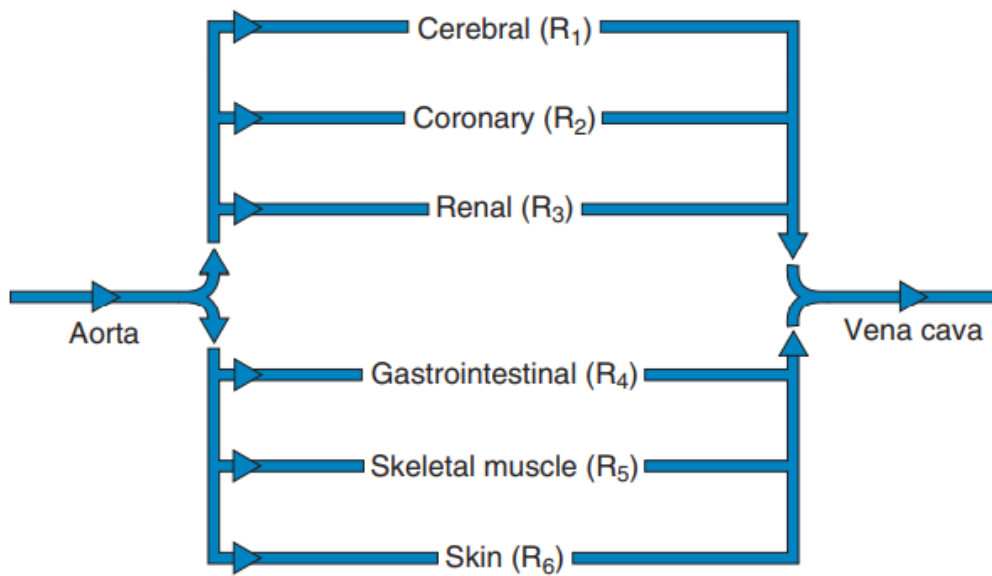 Cerebral (R₁)
Coronary (R₂)
Renal (R₃)
Aorta
Vena cava
Gastrointestinal (R₄)
Skeletal muscle (R₅)
Skin (R₆)